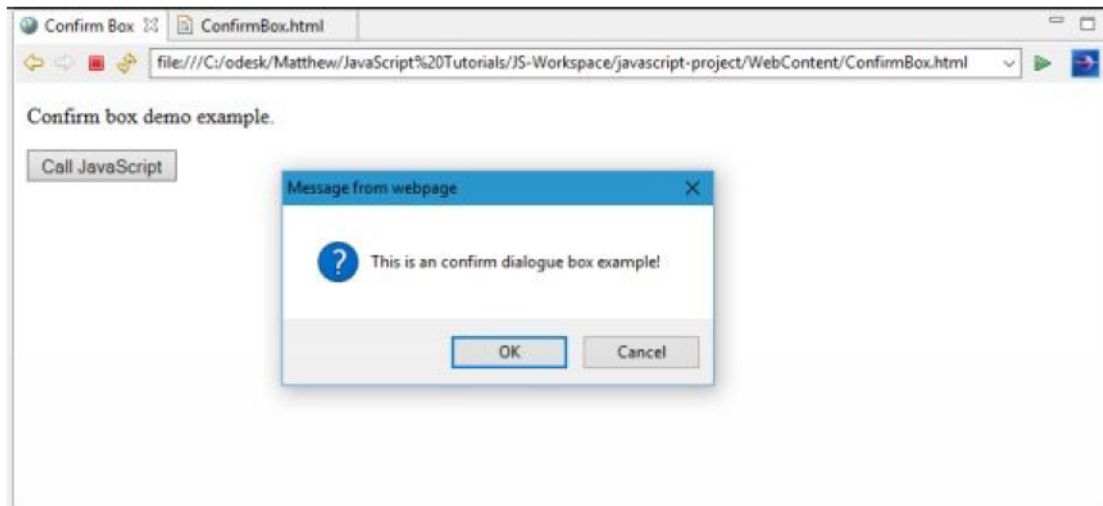 Confirm Box
ConfirmBox.html
file:///C:/odesk/Matthew/JavaScript%20Tutorials/JS-Workspace/javascript-project/WebContent/ConfirmBox.html
Confirm box demo example.
Call JavaScript
Message from webpage
?
This is an confirm dialogue box example!
OK Cancel